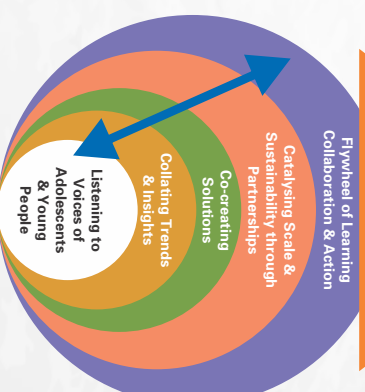 Flywheel of Learning
Collaboration & Action
Catalysing Scale &
Sustainability through
Partnerships
Co-creating
Solutions
Collating Trends
& Insights
Listening to
Voices of
Adolescents
& Young
People